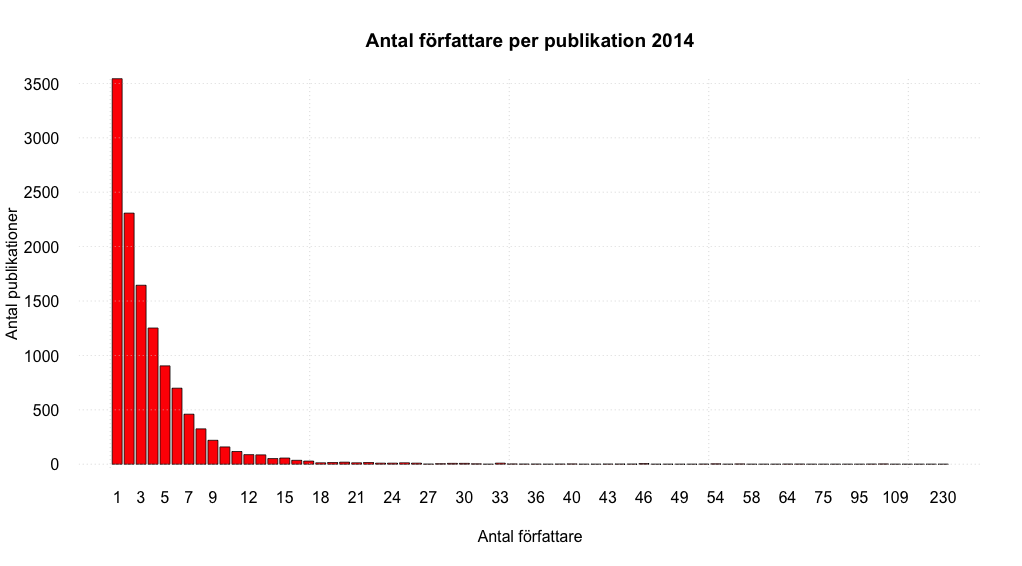 Antal författare per publikation 2014
3500
3000
2500
2000
1500
1000
500
0
Antal publikationer
1 3 5 7 9 12 15 18 21 24 27 30 33 36 40 43 46 49 54 58 64 75 95 109 230
Antal författare